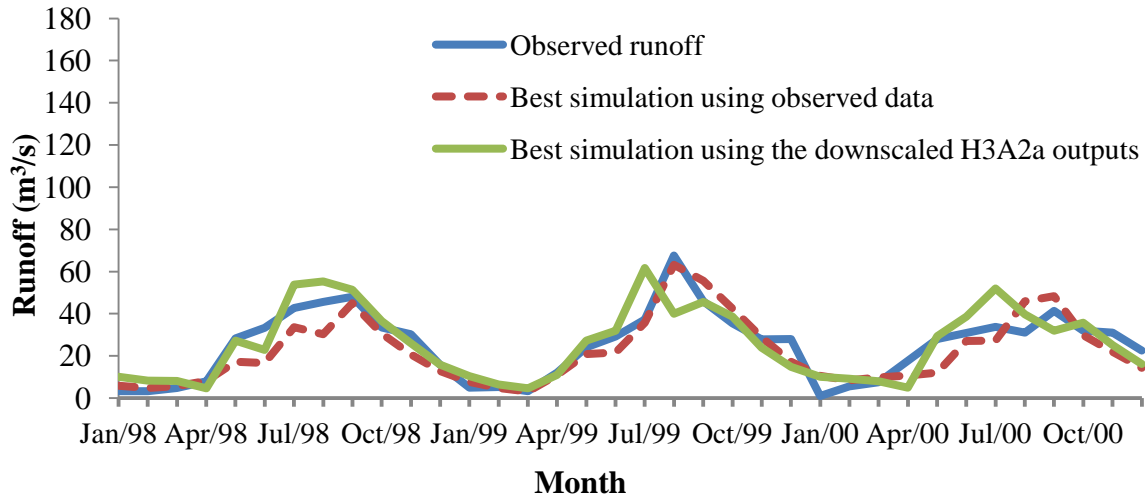 180
160
140
120
100
80
60
40
20
0
Runoff (m³/s)
Observed runoff
Best simulation using observed data
Best simulation using the downscaled H3A2a outputs
Jan/98 Apr/98 Jul/98 Oct/98 Jan/99 Apr/99 Jul/99 Oct/99 Jan/00 Apr/00 Jul/00 Oct/00
Month